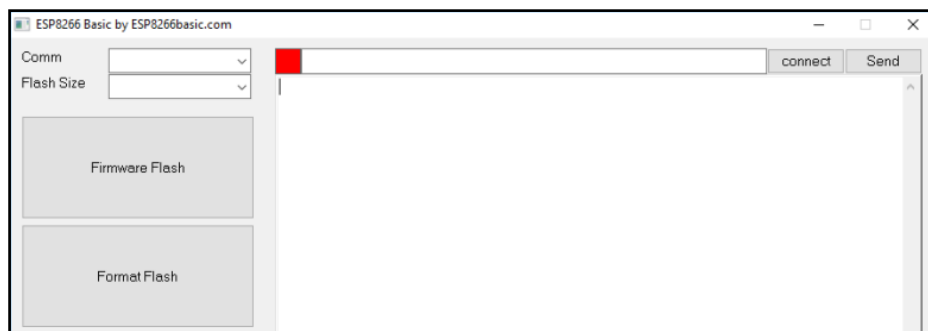 ESP8266 Basic by ESP8266basic.com
Comm
connect
Send
Flash Size
Firmware Flash
Format Flash